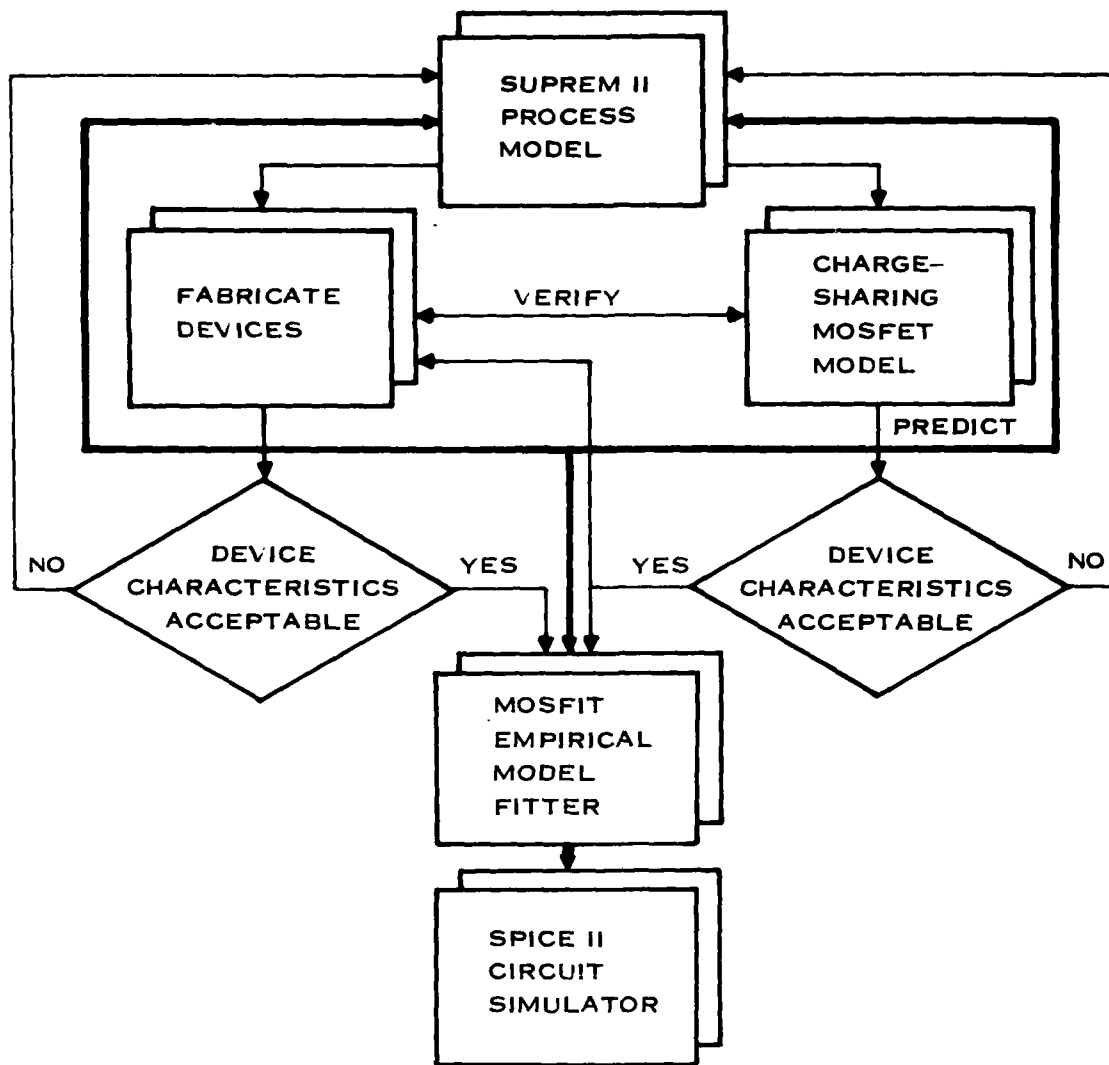 SUPREM II
PROCESS
MODEL
FABRICATE
DEVICES
VERIFY
CHARGE-
SHARING
MOSFET
MODEL
PREDICT
NO
DEVICE
CHARACTERISTICS
ACCEPTABLE
YES
YES
DEVICE
CHARACTERISTICS
ACCEPTABLE
NO
MOSFIT
EMPIRICAL
MODEL
FITTER
SPICE II
CIRCUIT
SIMULATOR